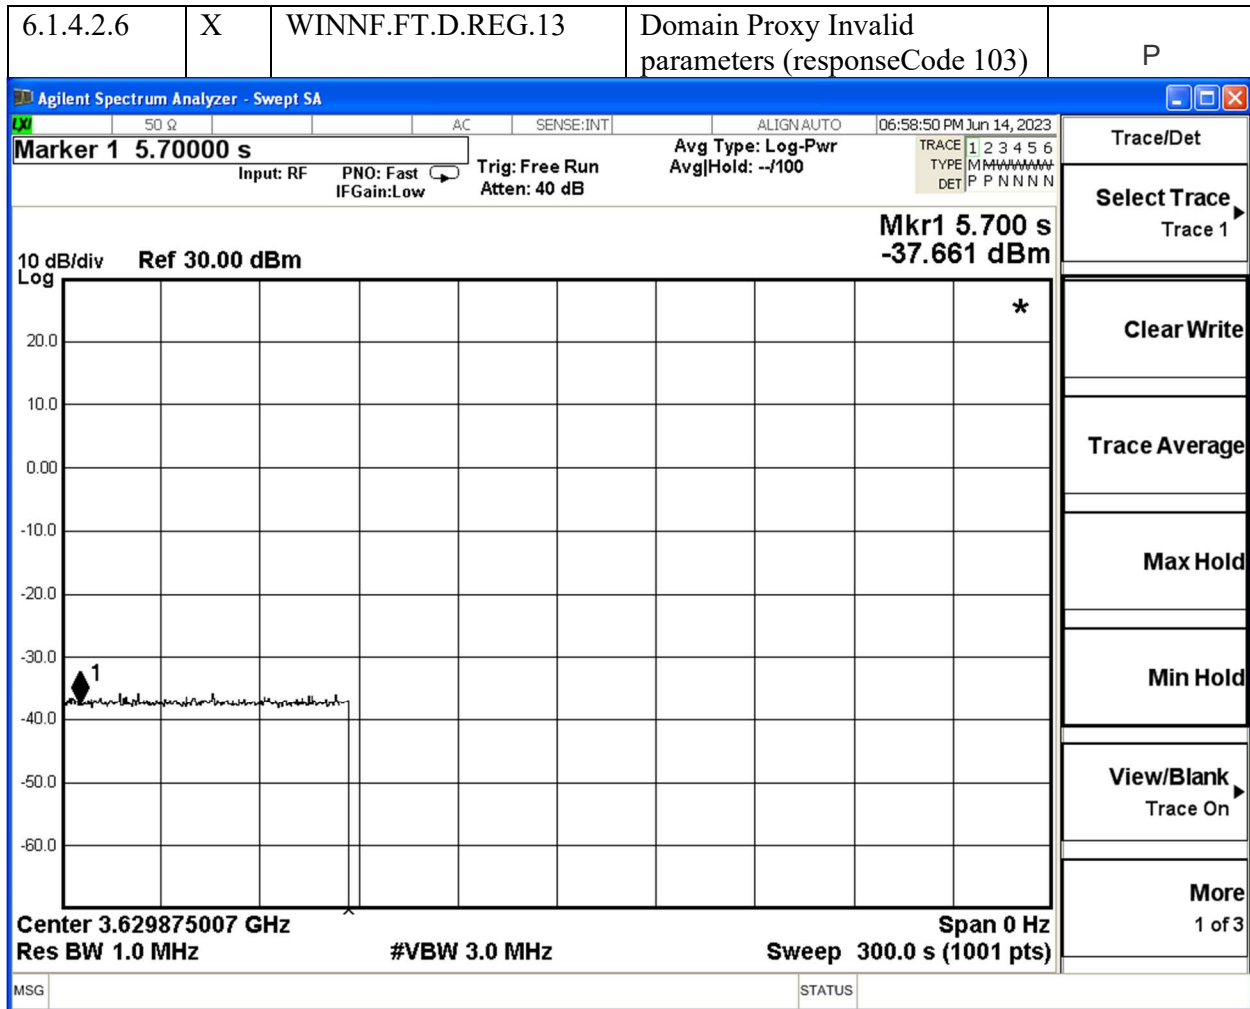 6.1.4.2.6 X WINNF.FT.D.REG.13 Domain Proxy Invalid
parameters (responseCode 103) P
Agilent Spectrum Analyzer - Swept SA
LXI 50 Ω AC SENSE:INT ALIGN AUTO 06:58:50 PM Jun 14, 2023
Marker 1 5.70000 s
Input: RF PNO: Fast Trig: Free Run Avg Type: Log-Pwr TRACE 1 2 3 4 5 6
IFGain:Low Atten: 40 dB Avg|Hold: --/100 TYPE M M W W W W
DET P P N N N N
Mkr1 5.700 s
-37.661 dBm
10 dB/div Ref 30.00 dBm
Log
*
20.0
10.0
0.00
-10.0
-20.0
-30.0
1
-40.0
-50.0
-60.0
Center 3.629875007 GHz Span 0 Hz
Res BW 1.0 MHz #VBW 3.0 MHz Sweep 300.0 s (1001 pts)
MSG STATUS
Trace/Det
Select Trace
Trace 1
Clear Write
Trace Average
Max Hold
Min Hold
View/Blank
Trace On
More
1 of 3